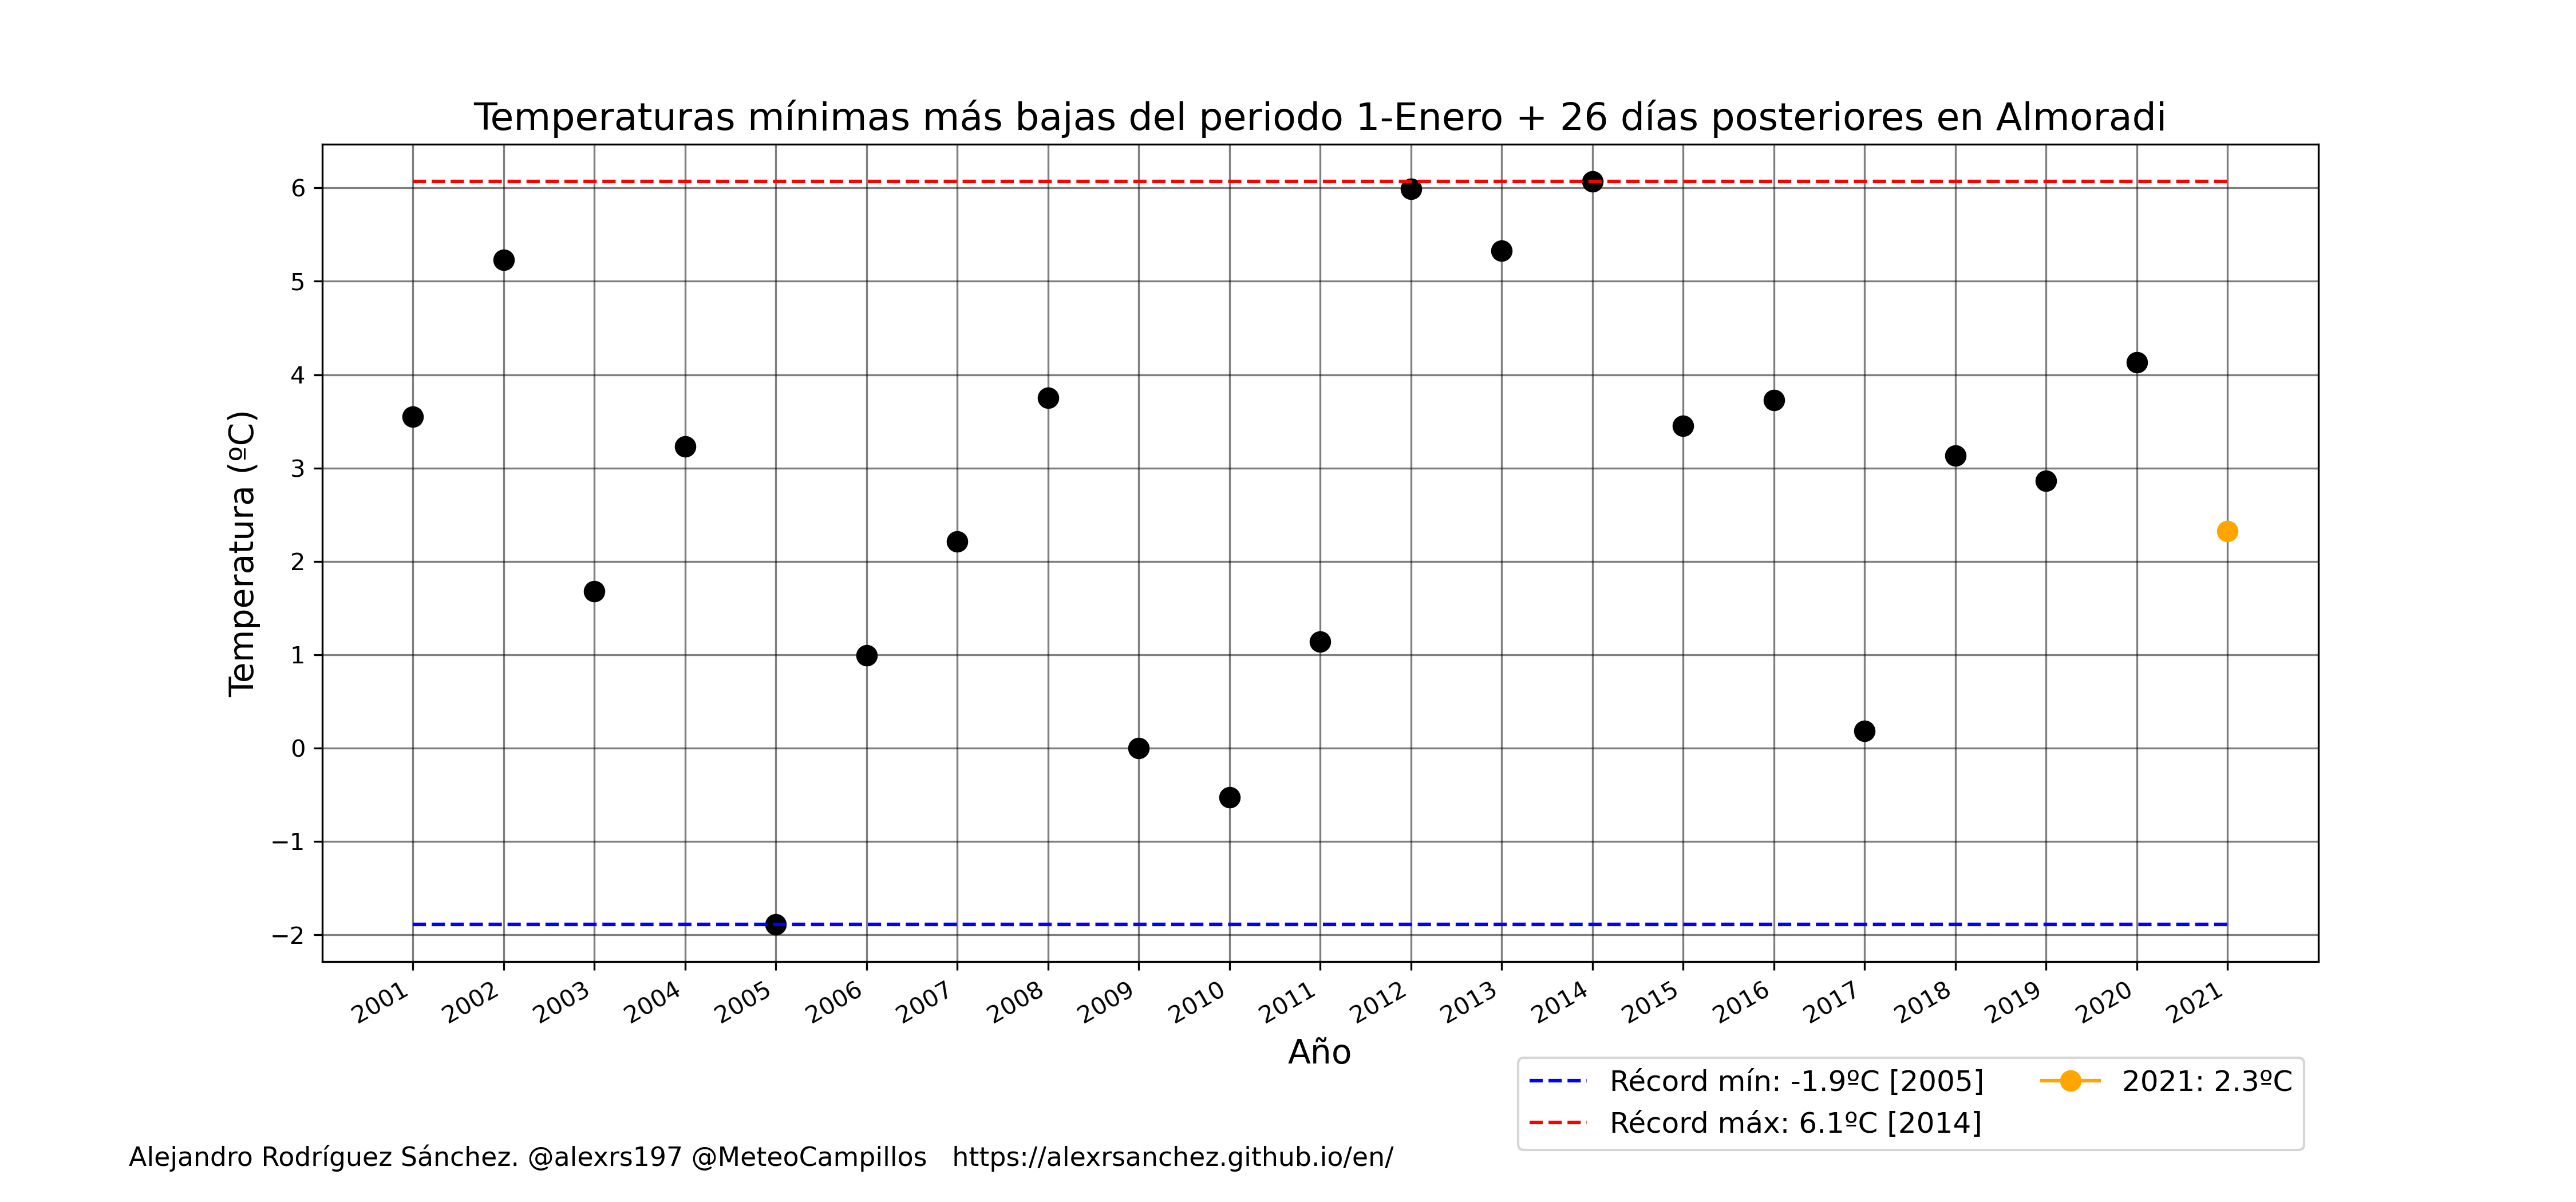 Temperaturas mínimas más bajas del periodo 1-Enero + 26 días posteriores en Almoradi
Temperatura (ºC)
6
5
4
3
2
1
0
−1
−2
2001 2002 2003 2004 2005 2006 2007 2008 2009 2010 2011 2012 2013 2014 2015 2016 2017 2018 2019 2020 2021
Año
Récord mín: -1.9ºC [2005]
Récord máx: 6.1ºC [2014]
2021: 2.3ºC
Alejandro Rodríguez Sánchez. @alexrs197 @MeteoCampillos https://alexrsanchez.github.io/en/